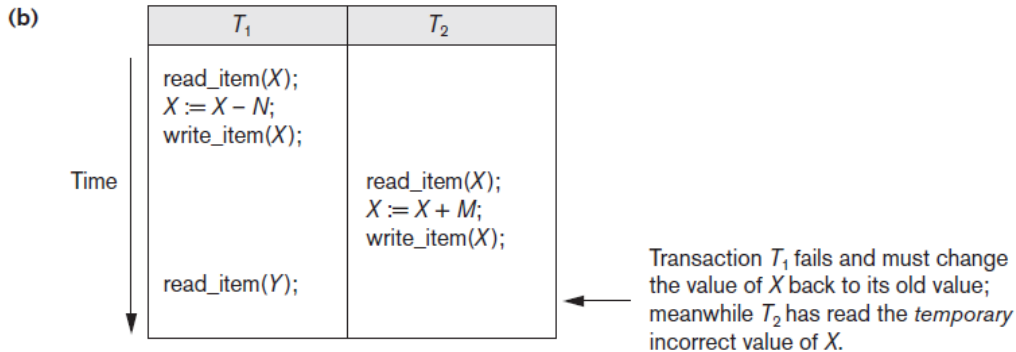 (b)
T₁ T₂
read_item(X);
X := X – N;
write_item(X);
Time
read_item(X);
X := X + M;
write_item(X);
read_item(Y);
Transaction T₁ fails and must change
the value of X back to its old value;
meanwhile T₂ has read the temporary
incorrect value of X.